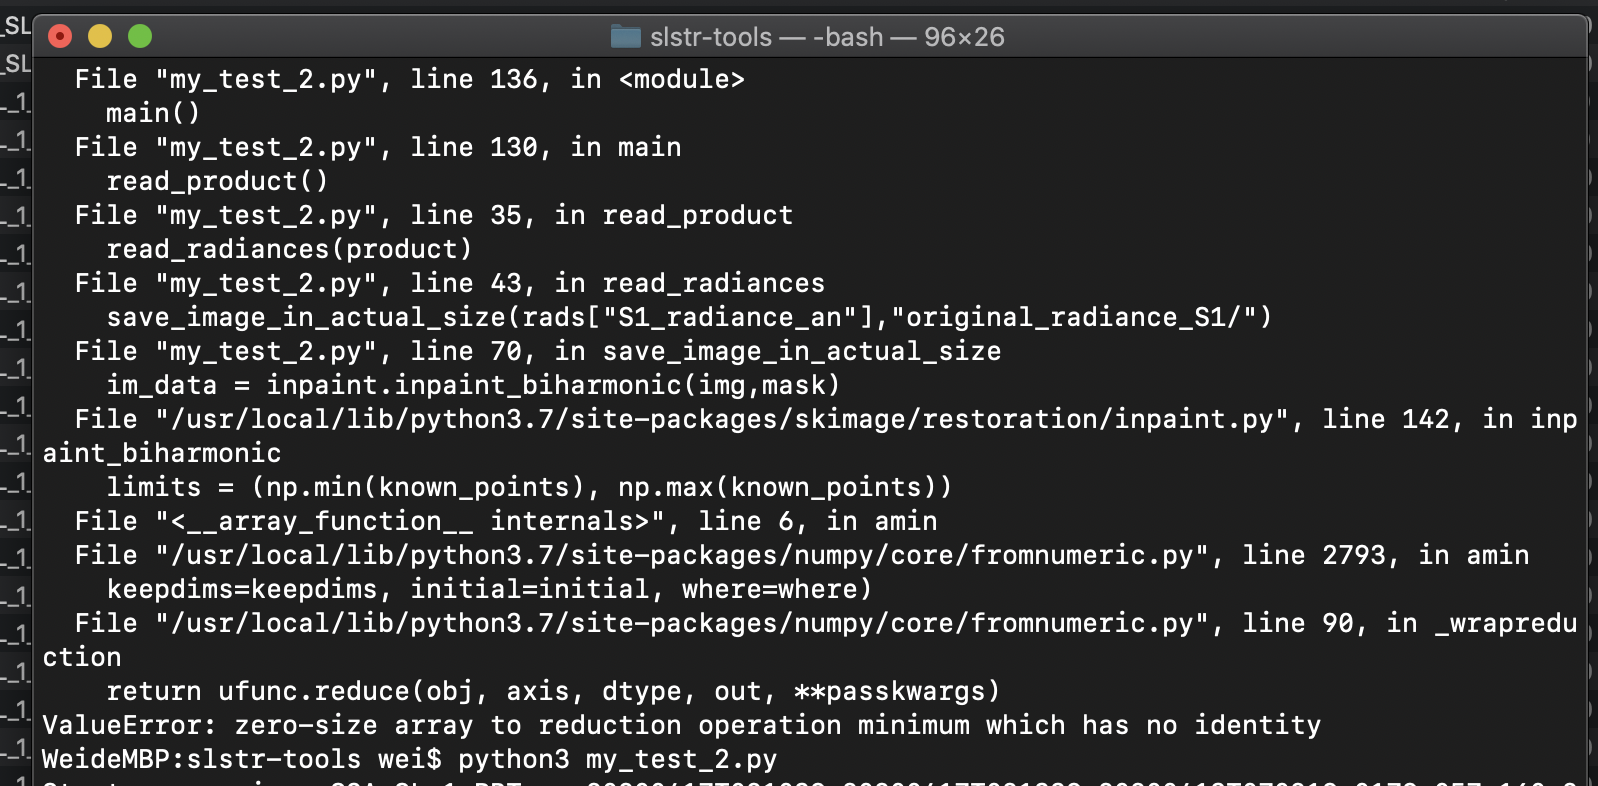 slstr-tools — -bash — 96×26
_SL
_SL
File "my_test_2.py", line 136, in <module>
main()
File "my_test_2.py", line 130, in main
read_product()
File "my_test_2.py", line 35, in read_product
read_radiances(product)
File "my_test_2.py", line 43, in read_radiances
save_image_in_actual_size(rads["S1_radiance_an"],"original_radiance_S1/")
File "my_test_2.py", line 70, in save_image_in_actual_size
im_data = inpaint.inpaint_biharmonic(img,mask)
File "/usr/local/lib/python3.7/site-packages/skimage/restoration/inpaint.py", line 142, in inp
aint_biharmonic
limits = (np.min(known_points), np.max(known_points))
File "<__array_function__ internals>", line 6, in amin
File "/usr/local/lib/python3.7/site-packages/numpy/core/fromnumeric.py", line 2793, in amin
keepdims=keepdims, initial=initial, where=where)
File "/usr/local/lib/python3.7/site-packages/numpy/core/fromnumeric.py", line 90, in _wrapredu
ction
return ufunc.reduce(obj, axis, dtype, out, **passkwargs)
ValueError: zero-size array to reduction operation minimum which has no identity
WeideMBP:slstr-tools wei$ python3 my_test_2.py